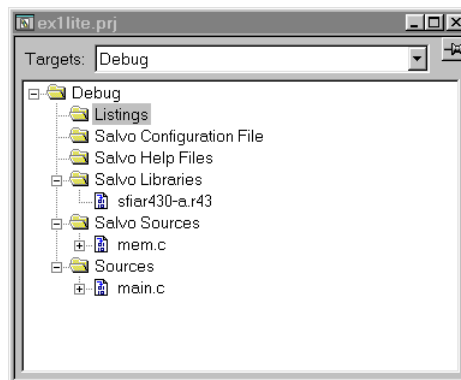 ex1lite.prj
Targets: Debug
Debug
Listings
Salvo Configuration File
Salvo Help Files
Salvo Libraries
sfiar430-a.r43
Salvo Sources
mem.c
Sources
main.c